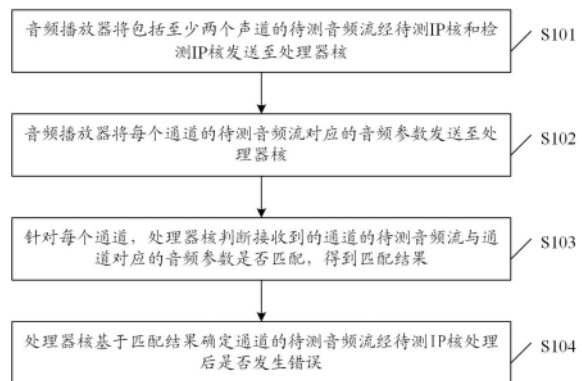 音频播放器将包括至少两个声道的待测音频流经待测IP核和检
测IP核发送至处理器核
S101
音频播放器将每个通道的待测音频流对应的音频参数发送至处
理器核
S102
针对每个通道，处理器核判断接收到的通道的待测音频流与通
道对应的音频参数是否匹配，得到匹配结果
S103
处理器核基于匹配结果确定通道的待测音频流经待测IP核处理
后是否发生错误
S104